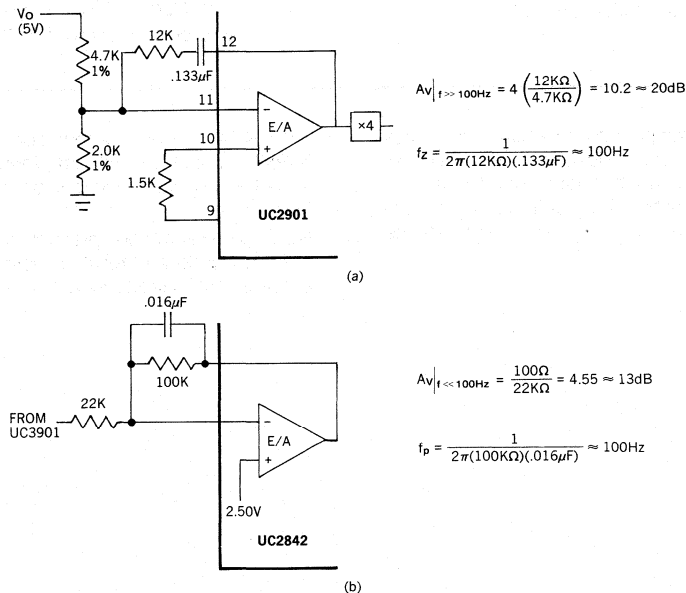 Vo
(5V)
4.7K
1%
12K
.133μF
12
11
10
9
2.0K
1%
1.5K
−
E/A
+
×4
UC2901
Av|f >> 100Hz = 4 (12KΩ / 4.7KΩ) = 10.2 ≈ 20dB
fz = 1 / 2π(12KΩ)(.133μF) ≈ 100Hz
(a)
.016μF
100K
22K
FROM
UC3901
−
E/A
+
2.50V
UC2842
Av|f << 100Hz = 100Ω / 22KΩ = 4.55 ≈ 13dB
fp = 1 / 2π(100KΩ)(.016μF) ≈ 100Hz
(b)